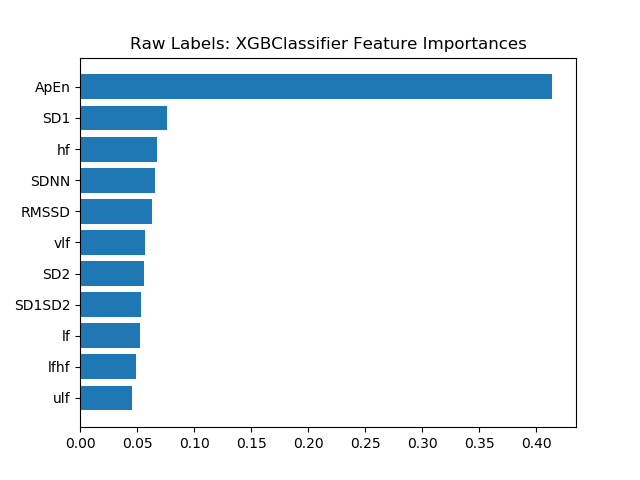 Raw Labels: XGBClassifier Feature Importances
ApEn
SD1
hf
SDNN
RMSSD
vlf
SD2
SD1SD2
lf
lfhf
ulf
0.00 0.05 0.10 0.15 0.20 0.25 0.30 0.35 0.40